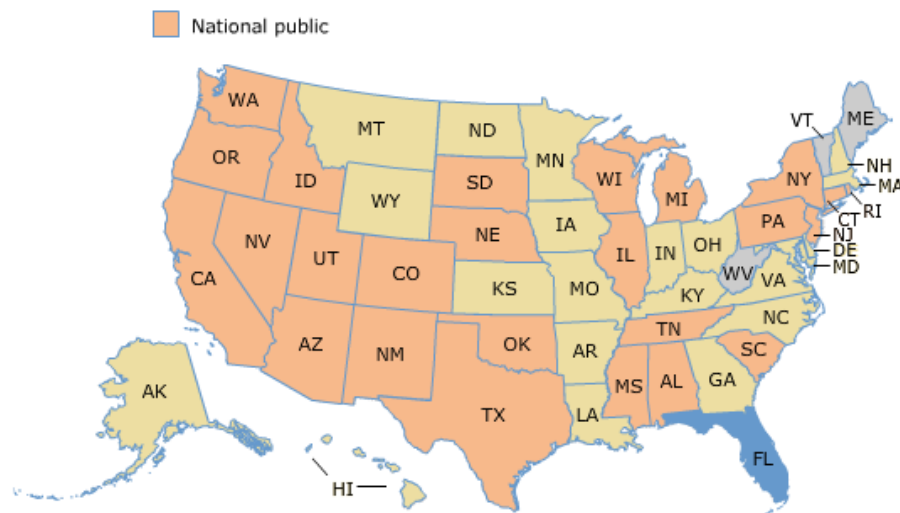 National public
WA
MT
ND
MN
VT
ME
OR
ID
SD
WI
MI
NY
NH
MA
WY
RI
CT
IA
NE
PA
NJ
NV
UT
CO
IL
IN
OH
DE
MD
CA
WV
VA
KS
MO
KY
NC
AZ
NM
OK
AR
TN
SC
MS
AL
GA
AK
TX
LA
FL
HI